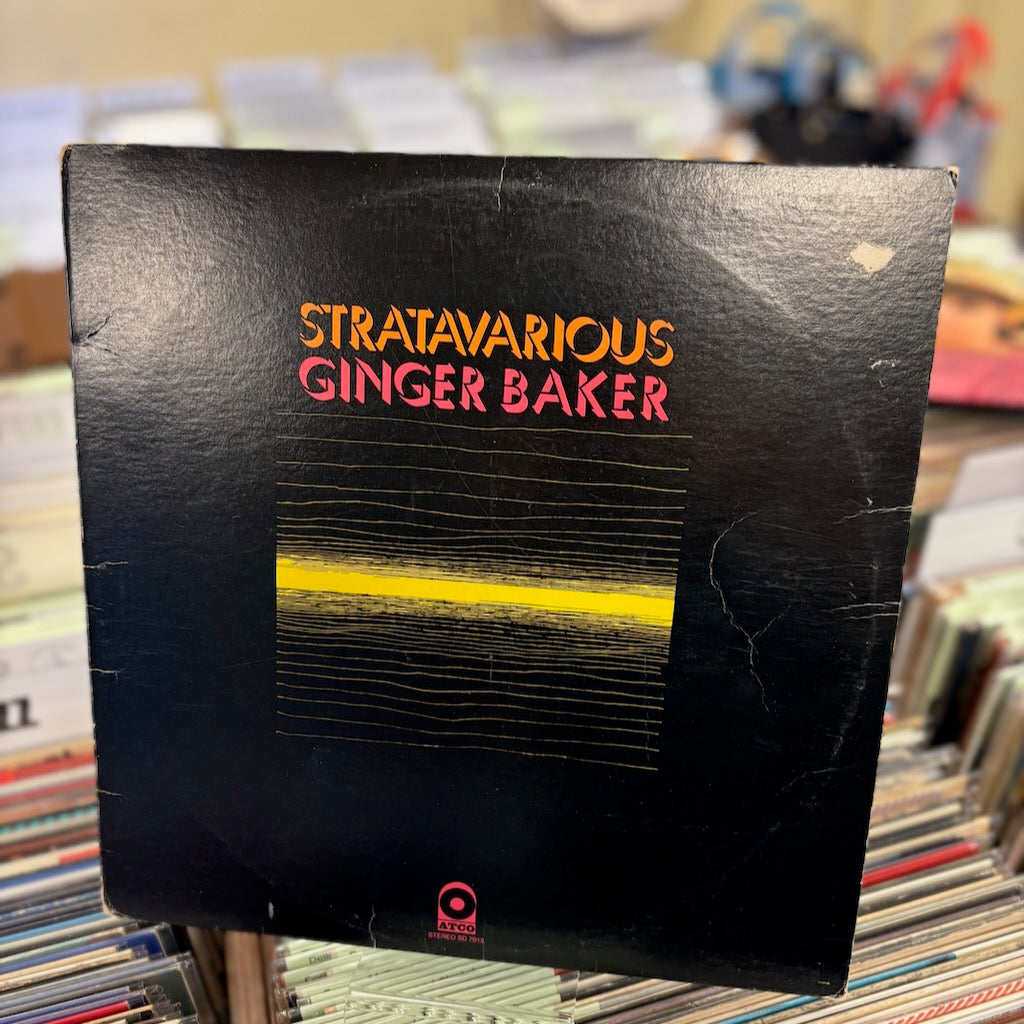 STRATAVARIOUS
GINGER BAKER
ATCO
STEREO SD 7013